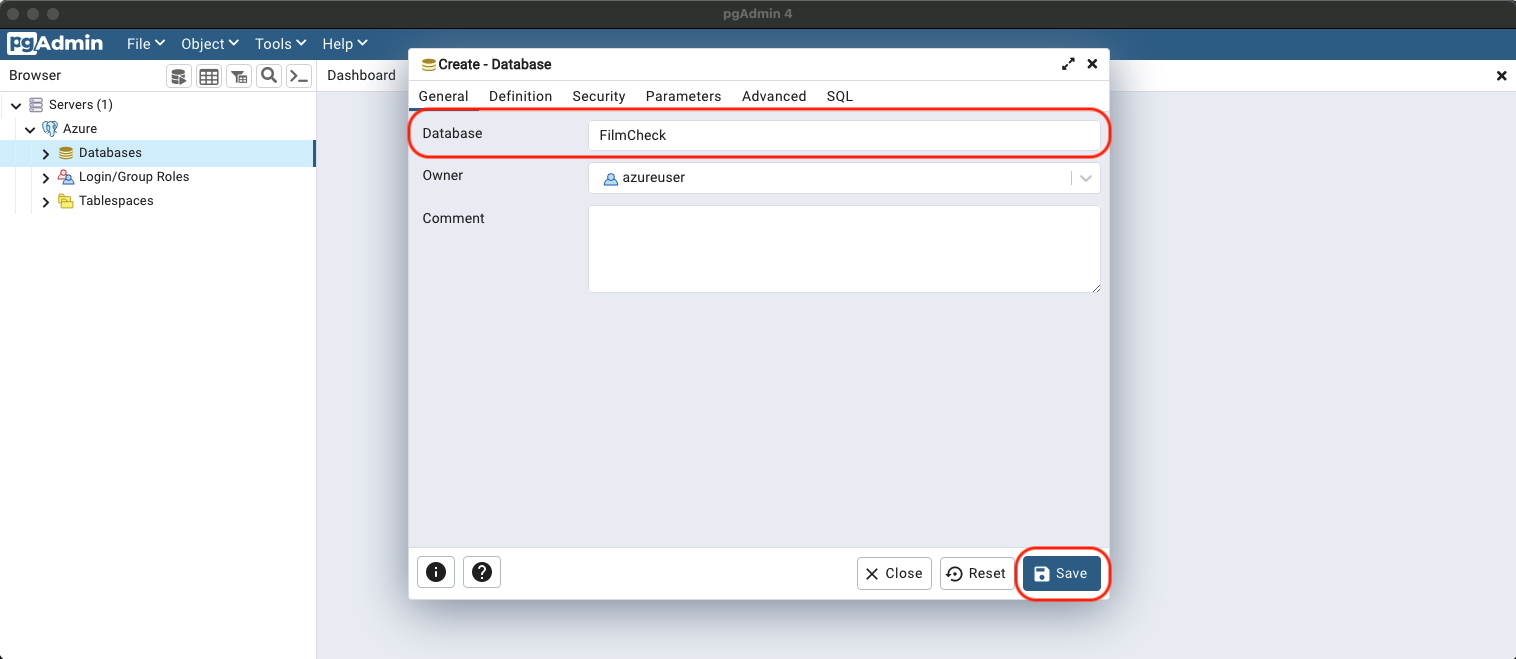 pgAdmin 4
pgAdmin File Object Tools Help
Browser
Dashboard
Servers (1)
Azure
Databases
Login/Group Roles
Tablespaces
Create - Database
General Definition Security Parameters Advanced SQL
Database FilmCheck
Owner azureuser
Comment
Close Reset Save